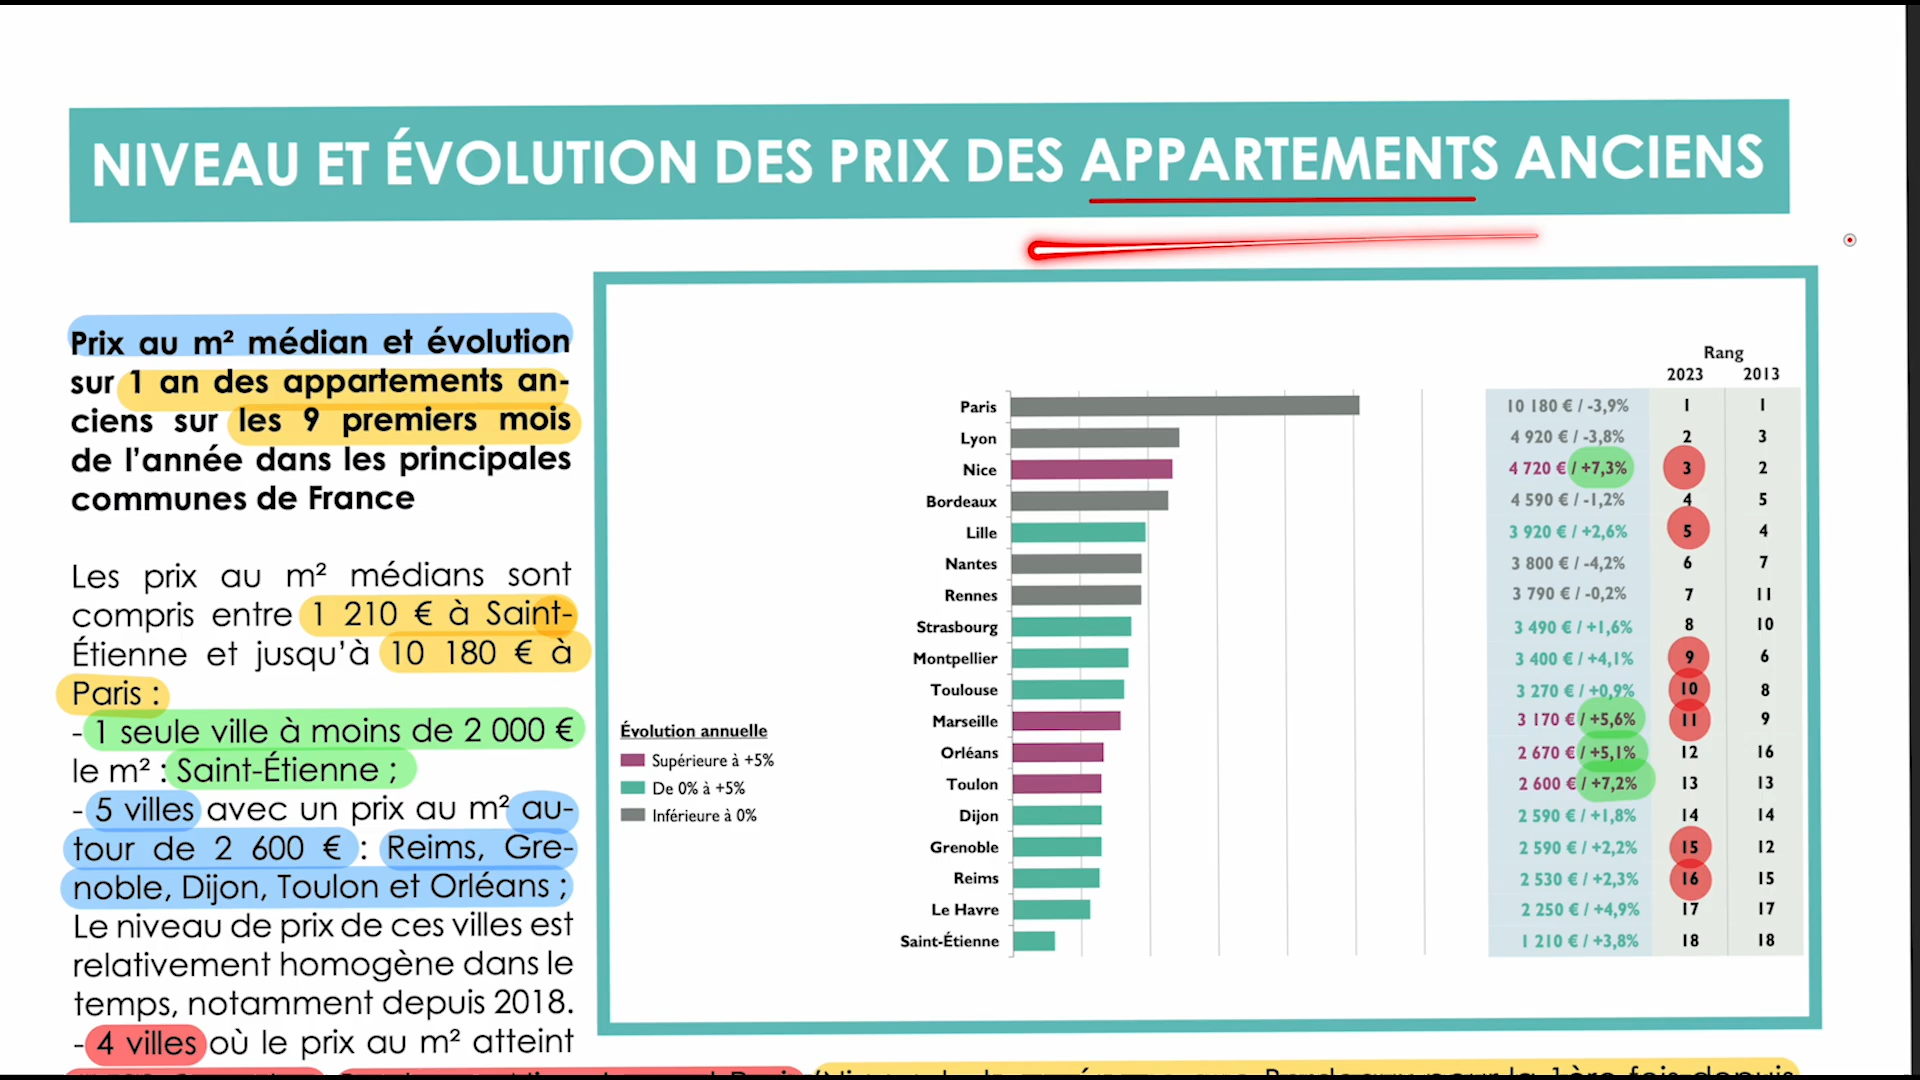 NIVEAU ET ÉVOLUTION DES PRIX DES APPARTEMENTS ANCIENS
Prix au m² médian et évolution
sur 1 an des appartements an-
ciens sur les 9 premiers mois
de l'année dans les principales
communes de France
Les prix au m² médians sont
compris entre 1 210 € à Saint-
Étienne et jusqu'à 10 180 € à
Paris :
- 1 seule ville à moins de 2 000 €
le m² : Saint-Étienne ;
- 5 villes avec un prix au m² au-
tour de 2 600 € : Reims, Gre-
noble, Dijon, Toulon et Orléans ;
Le niveau de prix de ces villes est
relativement homogène dans le
temps, notamment depuis 2018.
- 4 villes où le prix au m² atteint
Rang
2023 2013
Paris 10 180 € / -3,9% 1 1
Lyon 4 920 € / -3,8% 2 3
Nice 4 720 € / +7,3% 3 2
Bordeaux 4 590 € / -1,2% 4 5
Lille 3 920 € / +2,6% 5 4
Nantes 3 800 € / -4,2% 6 7
Rennes 3 790 € / -0,2% 7 11
Strasbourg 3 490 € / +1,6% 8 10
Montpellier 3 400 € / +4,1% 9 6
Toulouse 3 270 € / +0,9% 10 8
Marseille 3 170 € / +5,6% 11 9
Orléans 2 670 € / +5,1% 12 16
Toulon 2 600 € / +7,2% 13 13
Dijon 2 590 € / +1,8% 14 14
Grenoble 2 590 € / +2,2% 15 12
Reims 2 530 € / +2,3% 16 15
Le Havre 2 250 € / +4,9% 17 17
Saint-Étienne 1 210 € / +3,8% 18 18
Évolution annuelle
Supérieure à +5%
De 0% à +5%
Inférieure à 0%